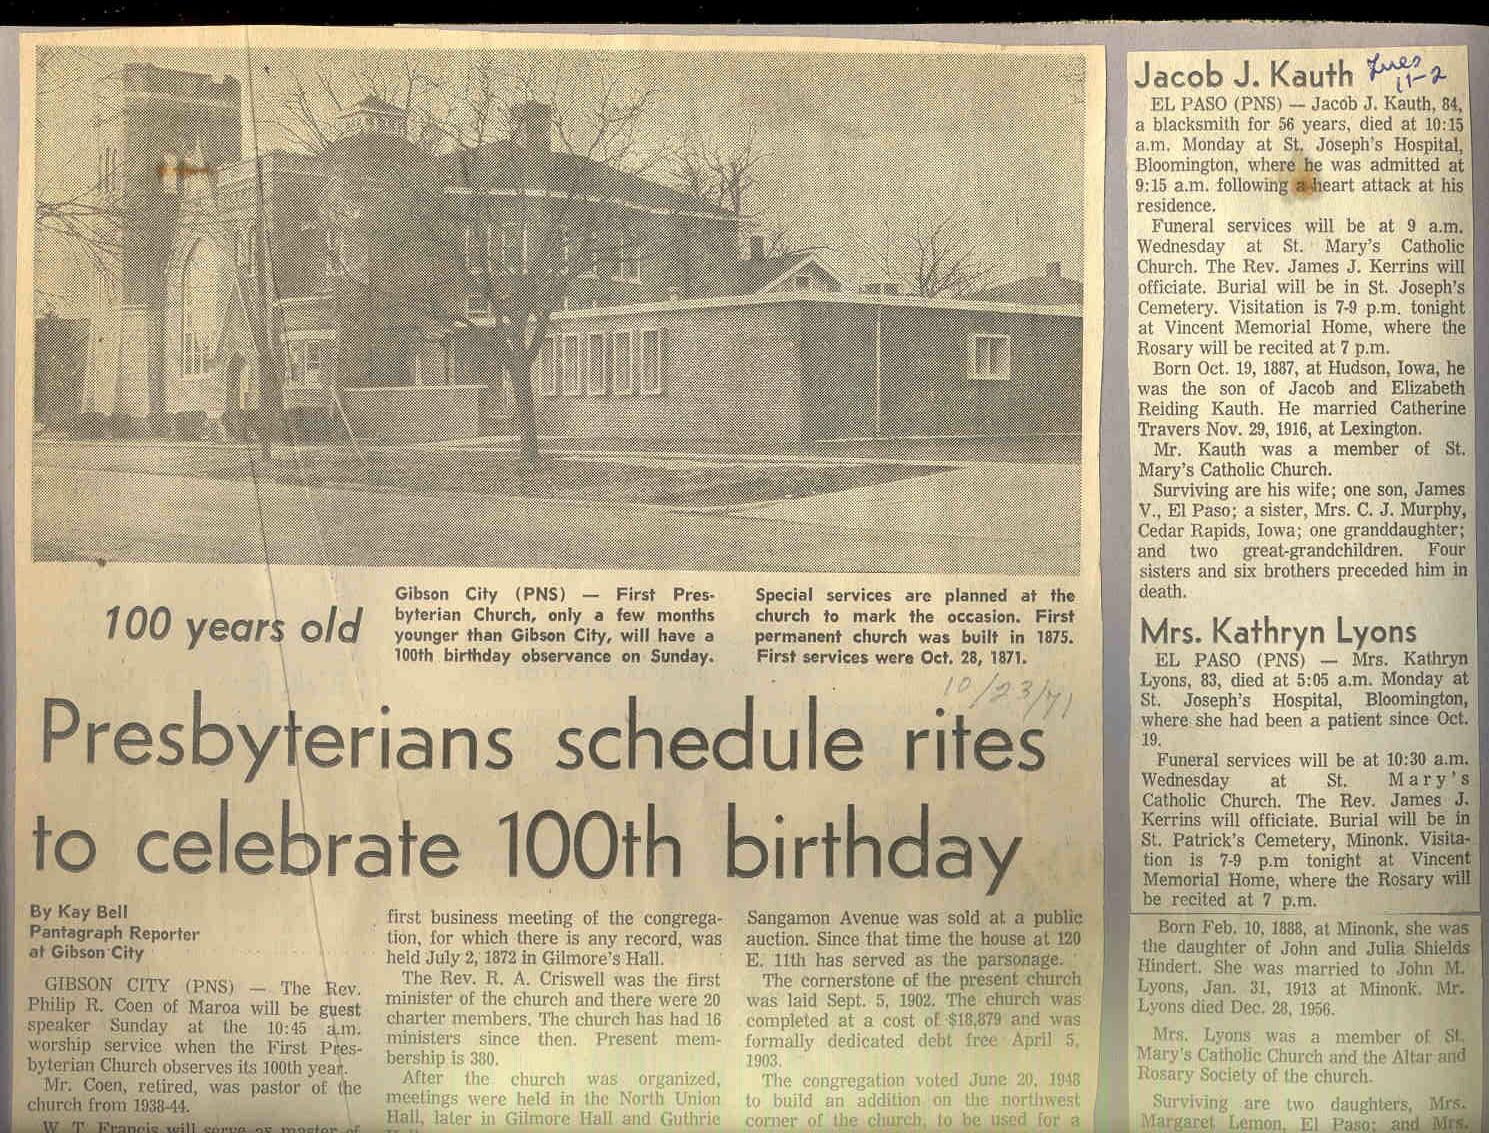 100 years old
Gibson City (PNS) — First Pres-
byterian Church, only a few months
younger than Gibson City, will have a
100th birthday observance on Sunday.
Special services are planned at the
church to mark the occasion. First
permanent church was built in 1875.
First services were Oct. 28, 1871.
10/23/71
Presbyterians schedule rites
to celebrate 100th birthday
By Kay Bell
Pantagraph Reporter
at Gibson City
GIBSON CITY (PNS) — The Rev.
Philip R. Coen of Maroa will be guest
speaker Sunday at the 10:45 a.m.
worship service when the First Pres-
byterian Church observes its 100th year.
Mr. Coen, retired, was pastor of the
church from 1938-44.
W. T. Francis will serve as master of
first business meeting of the congrega-
tion, for which there is any record, was
held July 2, 1872 in Gilmore's Hall.
The Rev. R. A. Criswell was the first
minister of the church and there were 20
charter members. The church has had 16
ministers since then. Present mem-
bership is 380.
After the church was organized,
meetings were held in the North Union
Hall, later in Gilmore Hall and Guthrie
Sangamon Avenue was sold at a public
auction. Since that time the house at 120
E. 11th has served as the parsonage.
The cornerstone of the present church
was laid Sept. 5, 1902. The church was
completed at a cost of $18,879 and was
formally dedicated debt free April 5,
1903.
The congregation voted June 20, 1948
to build an addition on the northwest
corner of the church, to be used for a
Jacob J. Kauth
Tues
11-2
EL PASO (PNS) — Jacob J. Kauth, 84,
a blacksmith for 56 years, died at 10:15
a.m. Monday at St. Joseph's Hospital,
Bloomington, where he was admitted at
9:15 a.m. following a heart attack at his
residence.
Funeral services will be at 9 a.m.
Wednesday at St. Mary's Catholic
Church. The Rev. James J. Kerrins will
officiate. Burial will be in St. Joseph's
Cemetery. Visitation is 7-9 p.m. tonight
at Vincent Memorial Home, where the
Rosary will be recited at 7 p.m.
Born Oct. 19, 1887, at Hudson, Iowa, he
was the son of Jacob and Elizabeth
Reiding Kauth. He married Catherine
Travers Nov. 29, 1916, at Lexington.
Mr. Kauth was a member of St.
Mary's Catholic Church.
Surviving are his wife; one son, James
V., El Paso; a sister, Mrs. C. J. Murphy,
Cedar Rapids, Iowa; one granddaughter;
and two great-grandchildren. Four
sisters and six brothers preceded him in
death.
Mrs. Kathryn Lyons
EL PASO (PNS) — Mrs. Kathryn
Lyons, 83, died at 5:05 a.m. Monday at
St. Joseph's Hospital, Bloomington,
where she had been a patient since Oct.
19.
Funeral services will be at 10:30 a.m.
Wednesday at St. Mary's
Catholic Church. The Rev. James J.
Kerrins will officiate. Burial will be in
St. Patrick's Cemetery, Minonk. Visita-
tion is 7-9 p.m tonight at Vincent
Memorial Home, where the Rosary will
be recited at 7 p.m.
Born Feb. 10, 1888, at Minonk, she was
the daughter of John and Julia Shields
Hindert. She was married to John M.
Lyons, Jan. 31, 1913 at Minonk. Mr.
Lyons died Dec. 28, 1956.
Mrs. Lyons was a member of St.
Mary's Catholic Church and the Altar and
Rosary Society of the church.
Surviving are two daughters, Mrs.
Margaret Lemon, El Paso; and Mrs.